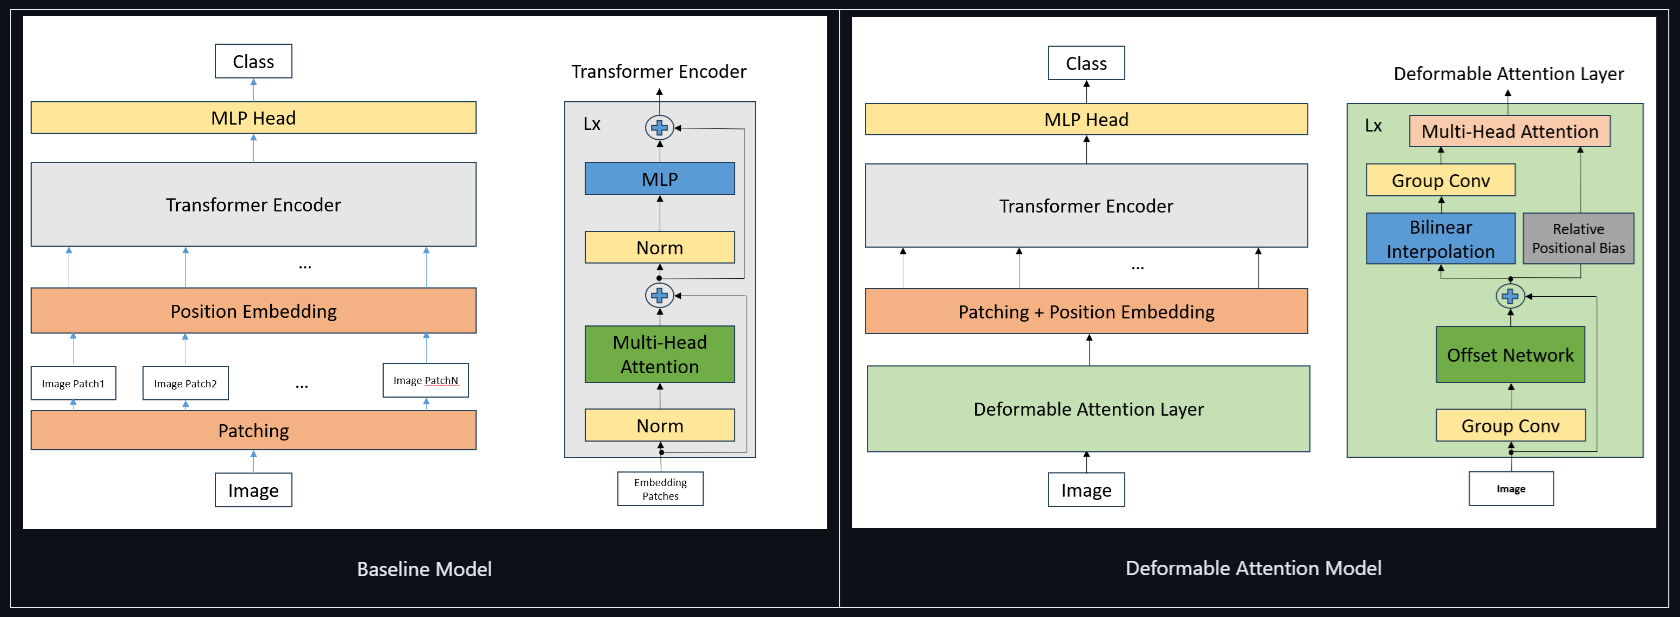 Class
MLP Head
Transformer Encoder
...
Position Embedding
Image Patch1
Image Patch2
...
Image PatchN
Patching
Image
Transformer Encoder
Lx
MLP
Norm
Multi-Head
Attention
Norm
Embedding
Patches
Baseline Model
Class
MLP Head
Transformer Encoder
...
Patching + Position Embedding
Deformable Attention Layer
Image
Deformable Attention Layer
Lx
Multi-Head Attention
Group Conv
Bilinear
Interpolation
Relative
Positional Bias
Offset Network
Group Conv
Image
Deformable Attention Model